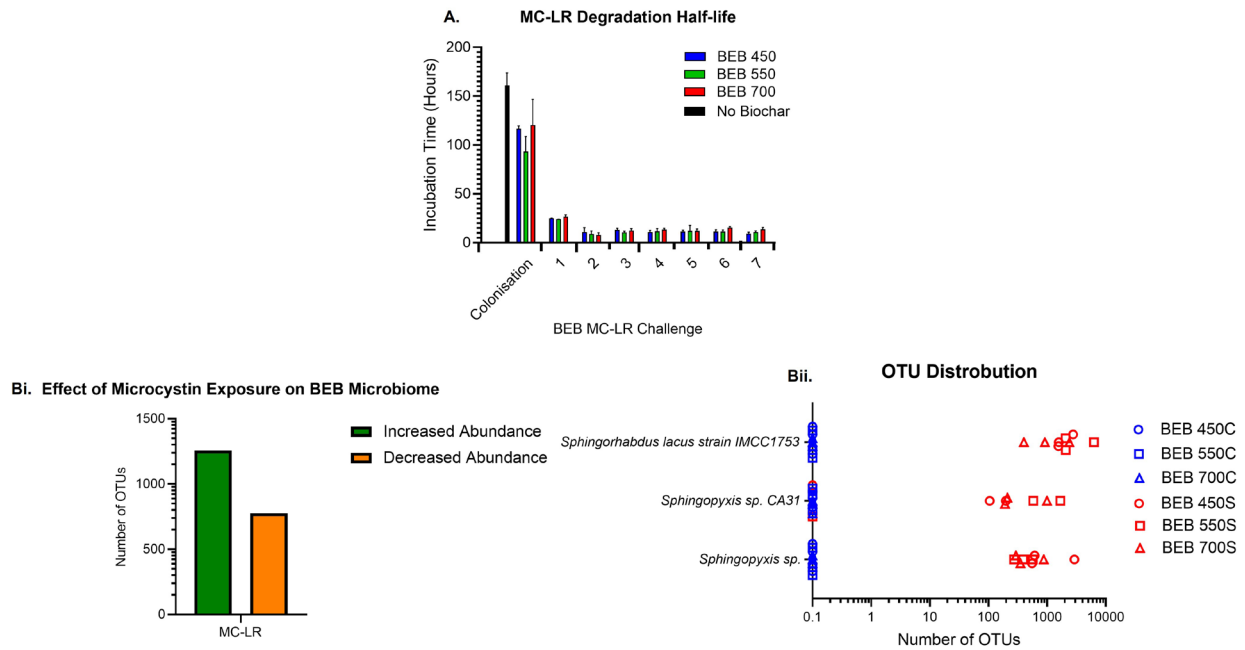 A. MC-LR Degradation Half-life
200
150
100
50
0
Incubation Time (Hours)
BEB 450
BEB 550
BEB 700
No Biochar
Colonisation
1
2
3
4
5
6
7
BEB MC-LR Challenge
Bi. Effect of Microcystin Exposure on BEB Microbiome
1500
1000
500
0
Number of OTUs
Increased Abundance
Decreased Abundance
MC-LR
Bii. OTU Distrobution
Sphingorhabdus lacus strain IMCC1753
Sphingopyxis sp. CA31
Sphingopyxis sp.
BEB 450C
BEB 550C
BEB 700C
BEB 450S
BEB 550S
BEB 700S
0.1 1 10 100 1000 10000
Number of OTUs